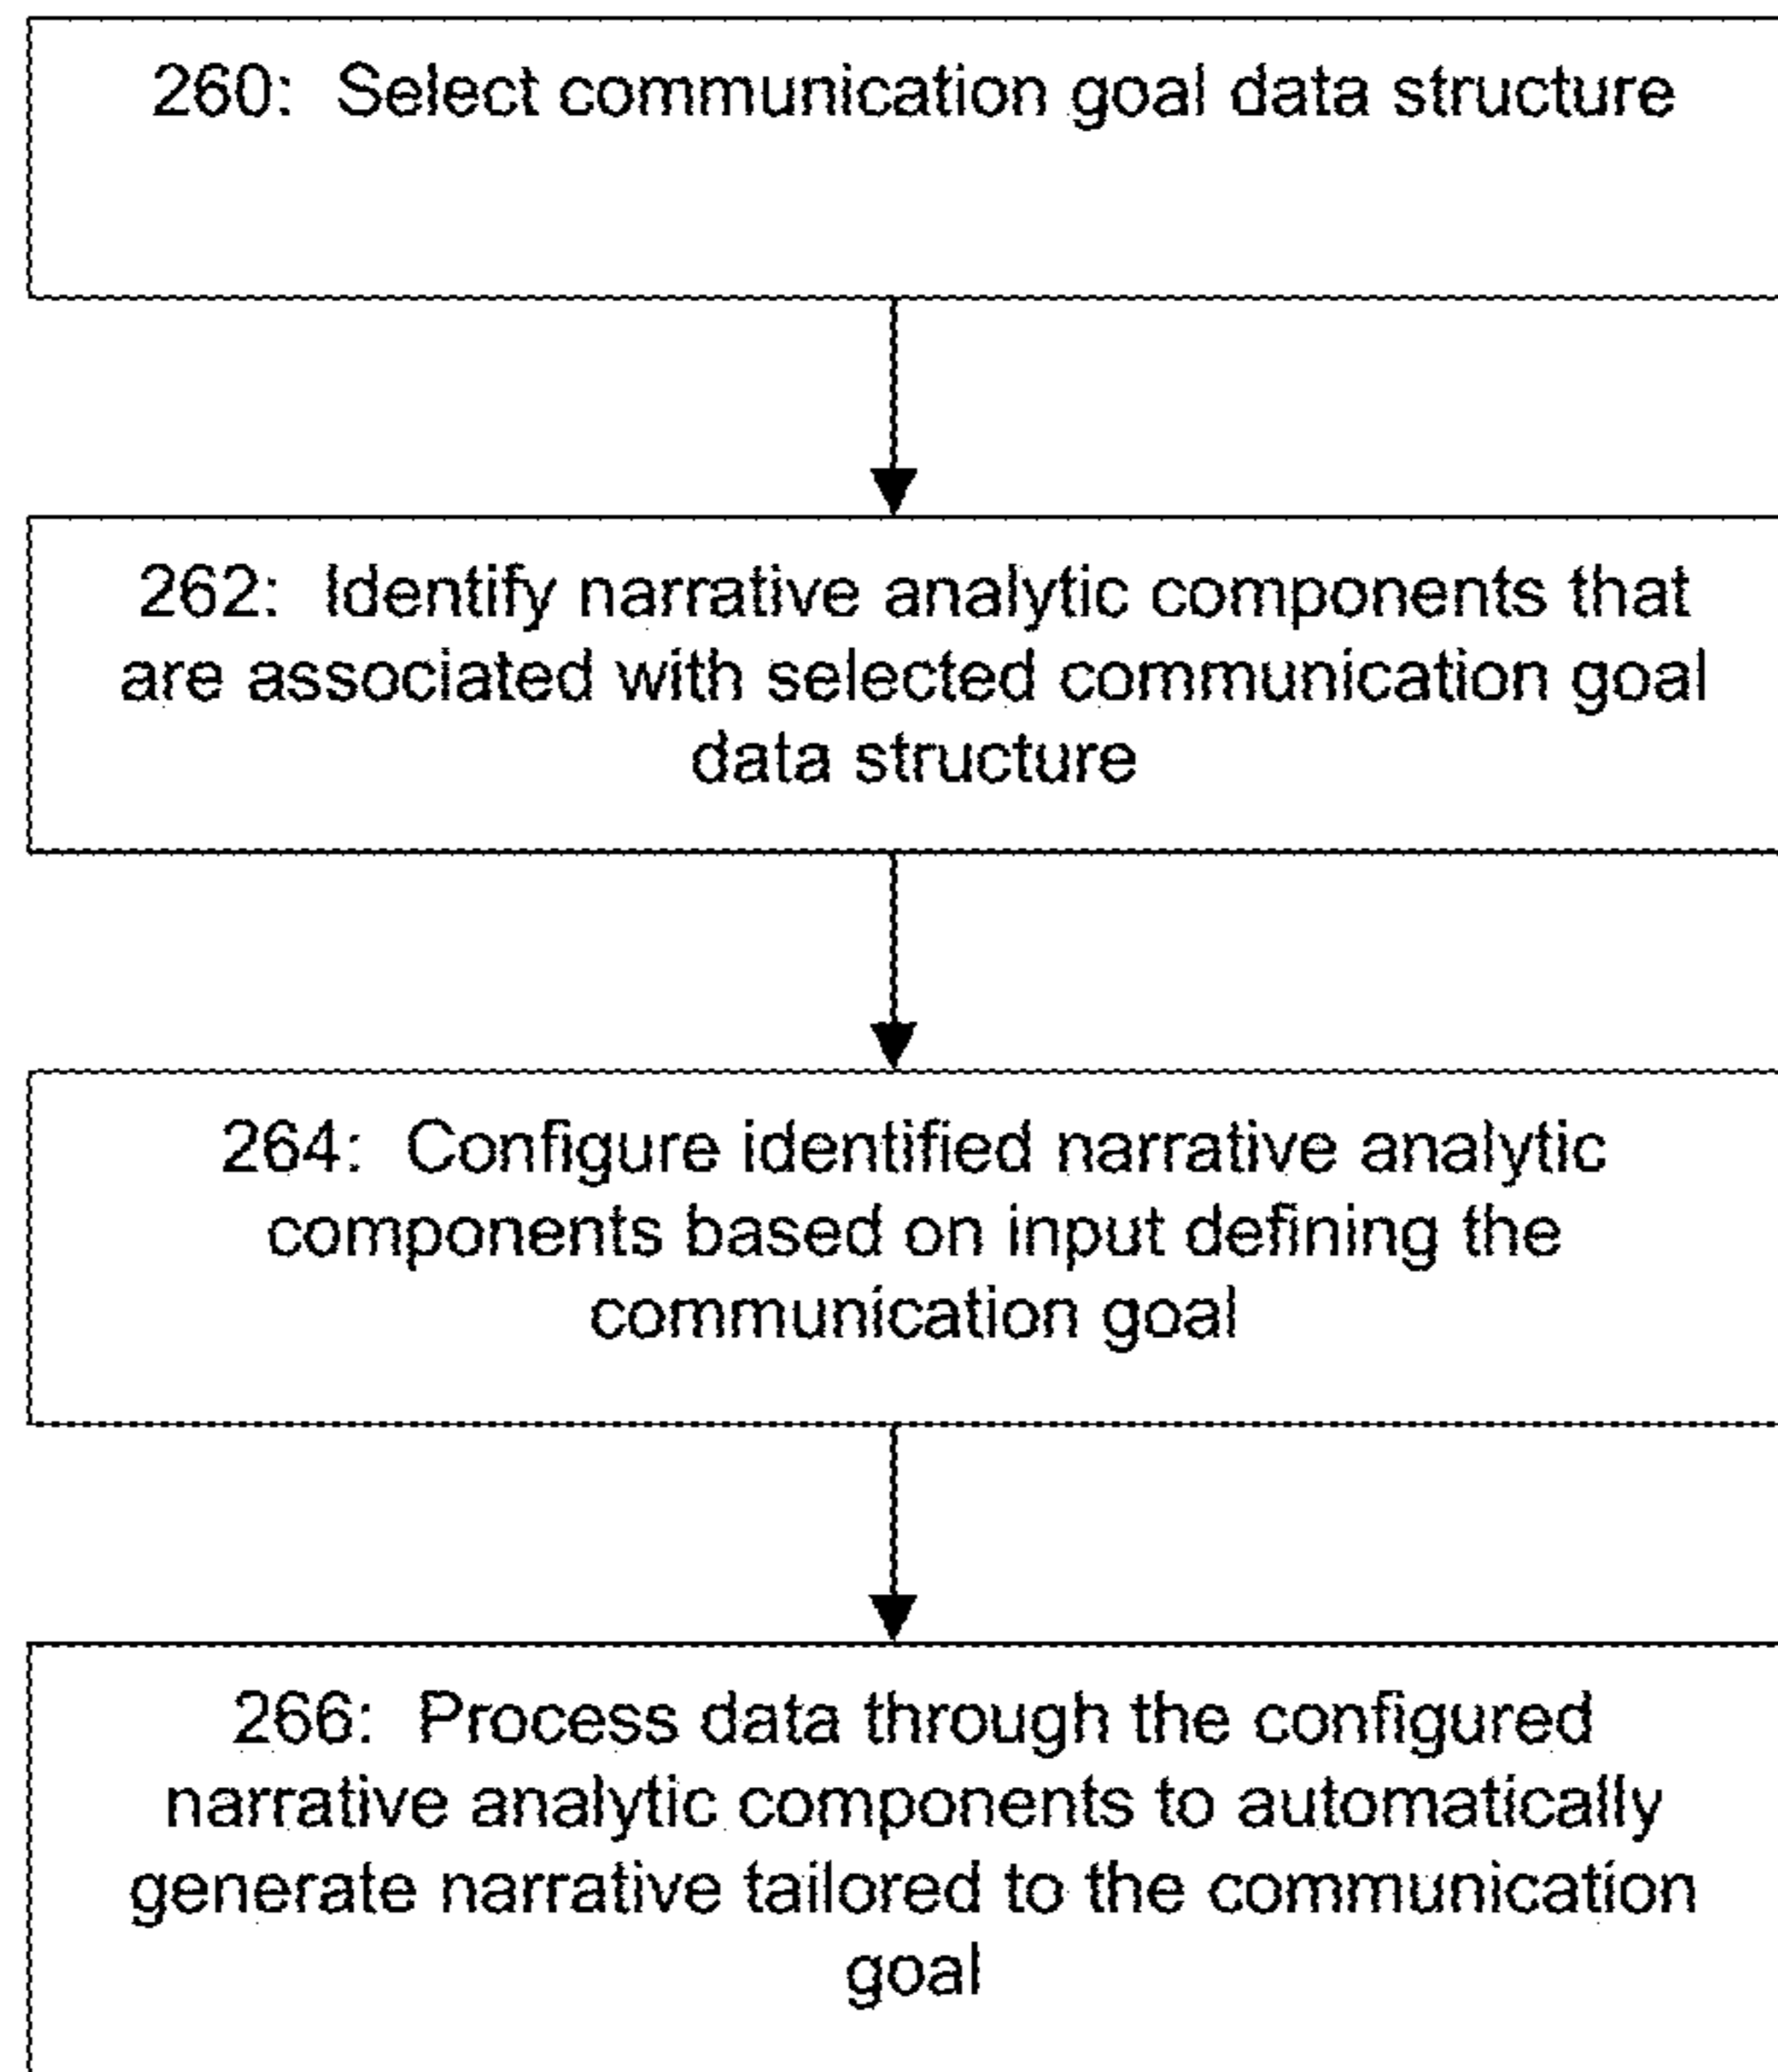 260: Select communication goal data structure
262: Identify narrative analytic components that
are associated with selected communication goal
data structure
264: Configure identified narrative analytic
components based on input defining the
communication goal
266: Process data through the configured
narrative analytic components to automatically
generate narrative tailored to the communication
goal